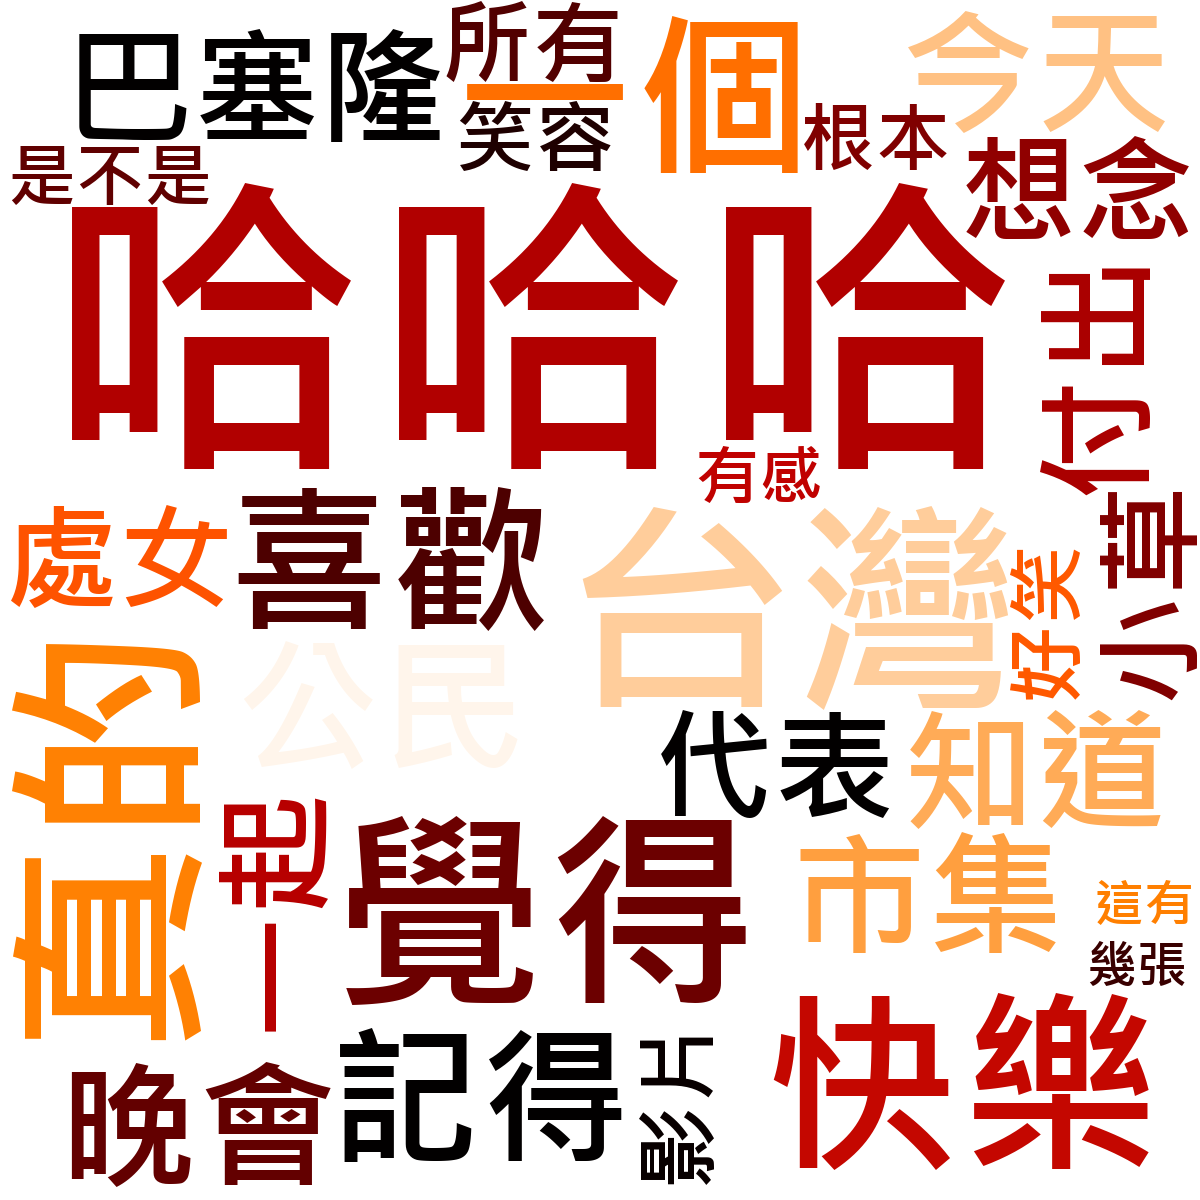 所有
巴塞隆
一個
今天
笑容
根本
想念
是不是
哈哈哈
付出
有感
處女
喜歡
台灣
小草
好笑
真的
公民
代表
知道
一起
覺得
市集
這有
幾張
快樂
記得
影片
晚會